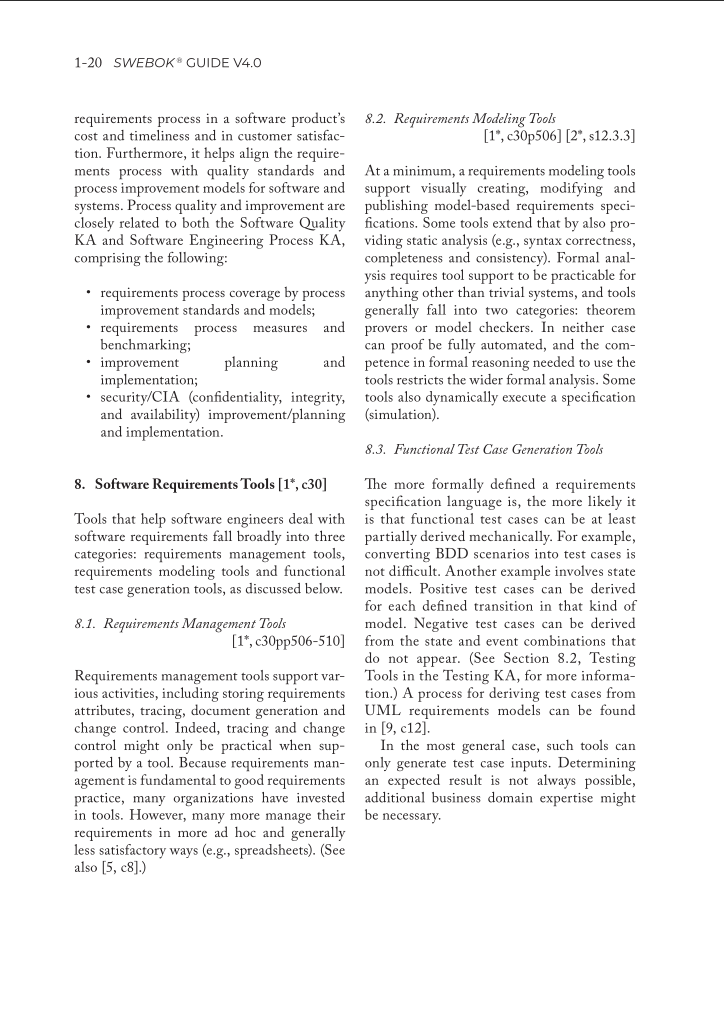 1-20 SWEBOK® GUIDE V4.0
requirements process in a software product's
cost and timeliness and in customer satisfac-
tion. Furthermore, it helps align the require-
ments process with quality standards and
process improvement models for software and
systems. Process quality and improvement are
closely related to both the Software Quality
KA and Software Engineering Process KA,
comprising the following:
• requirements process coverage by process
improvement standards and models;
• requirements process measures and
benchmarking;
• improvement planning and
implementation;
• security/CIA (confidentiality, integrity,
and availability) improvement/planning
and implementation.
8. Software Requirements Tools [1*, c30]
Tools that help software engineers deal with
software requirements fall broadly into three
categories: requirements management tools,
requirements modeling tools and functional
test case generation tools, as discussed below.
8.1. Requirements Management Tools
[1*, c30pp506-510]
Requirements management tools support var-
ious activities, including storing requirements
attributes, tracing, document generation and
change control. Indeed, tracing and change
control might only be practical when sup-
ported by a tool. Because requirements man-
agement is fundamental to good requirements
practice, many organizations have invested
in tools. However, many more manage their
requirements in more ad hoc and generally
less satisfactory ways (e.g., spreadsheets). (See
also [5, c8].)
8.2. Requirements Modeling Tools
[1*, c30p506] [2*, s12.3.3]
At a minimum, a requirements modeling tools
support visually creating, modifying and
publishing model-based requirements speci-
fications. Some tools extend that by also pro-
viding static analysis (e.g., syntax correctness,
completeness and consistency). Formal anal-
ysis requires tool support to be practicable for
anything other than trivial systems, and tools
generally fall into two categories: theorem
provers or model checkers. In neither case
can proof be fully automated, and the com-
petence in formal reasoning needed to use the
tools restricts the wider formal analysis. Some
tools also dynamically execute a specification
(simulation).
8.3. Functional Test Case Generation Tools
The more formally defined a requirements
specification language is, the more likely it
is that functional test cases can be at least
partially derived mechanically. For example,
converting BDD scenarios into test cases is
not difficult. Another example involves state
models. Positive test cases can be derived
for each defined transition in that kind of
model. Negative test cases can be derived
from the state and event combinations that
do not appear. (See Section 8.2, Testing
Tools in the Testing KA, for more informa-
tion.) A process for deriving test cases from
UML requirements models can be found
in [9, c12].
In the most general case, such tools can
only generate test case inputs. Determining
an expected result is not always possible,
additional business domain expertise might
be necessary.